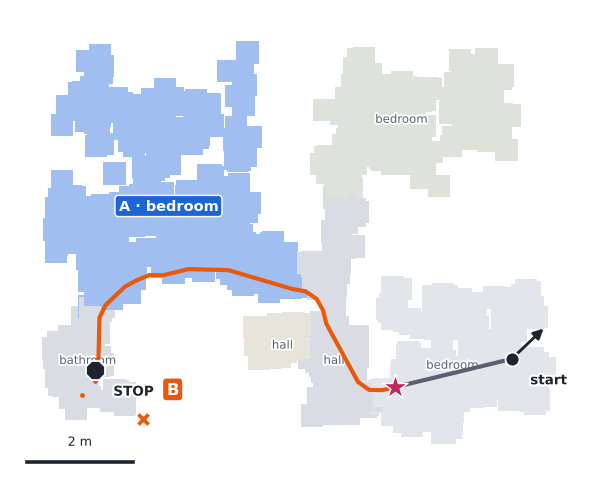 bedroom
A · bedroom
hall
hall
bathroom
bedroom
start
STOP B
2 m